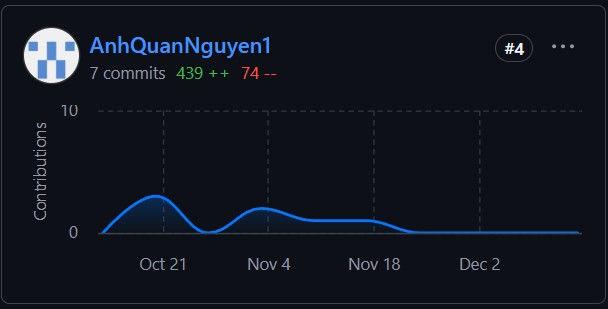 AnhQuanNguyen1
#4 ···
7 commits 439 ++ 74 --
10
Contributions
0
Oct 21 Nov 4 Nov 18 Dec 2